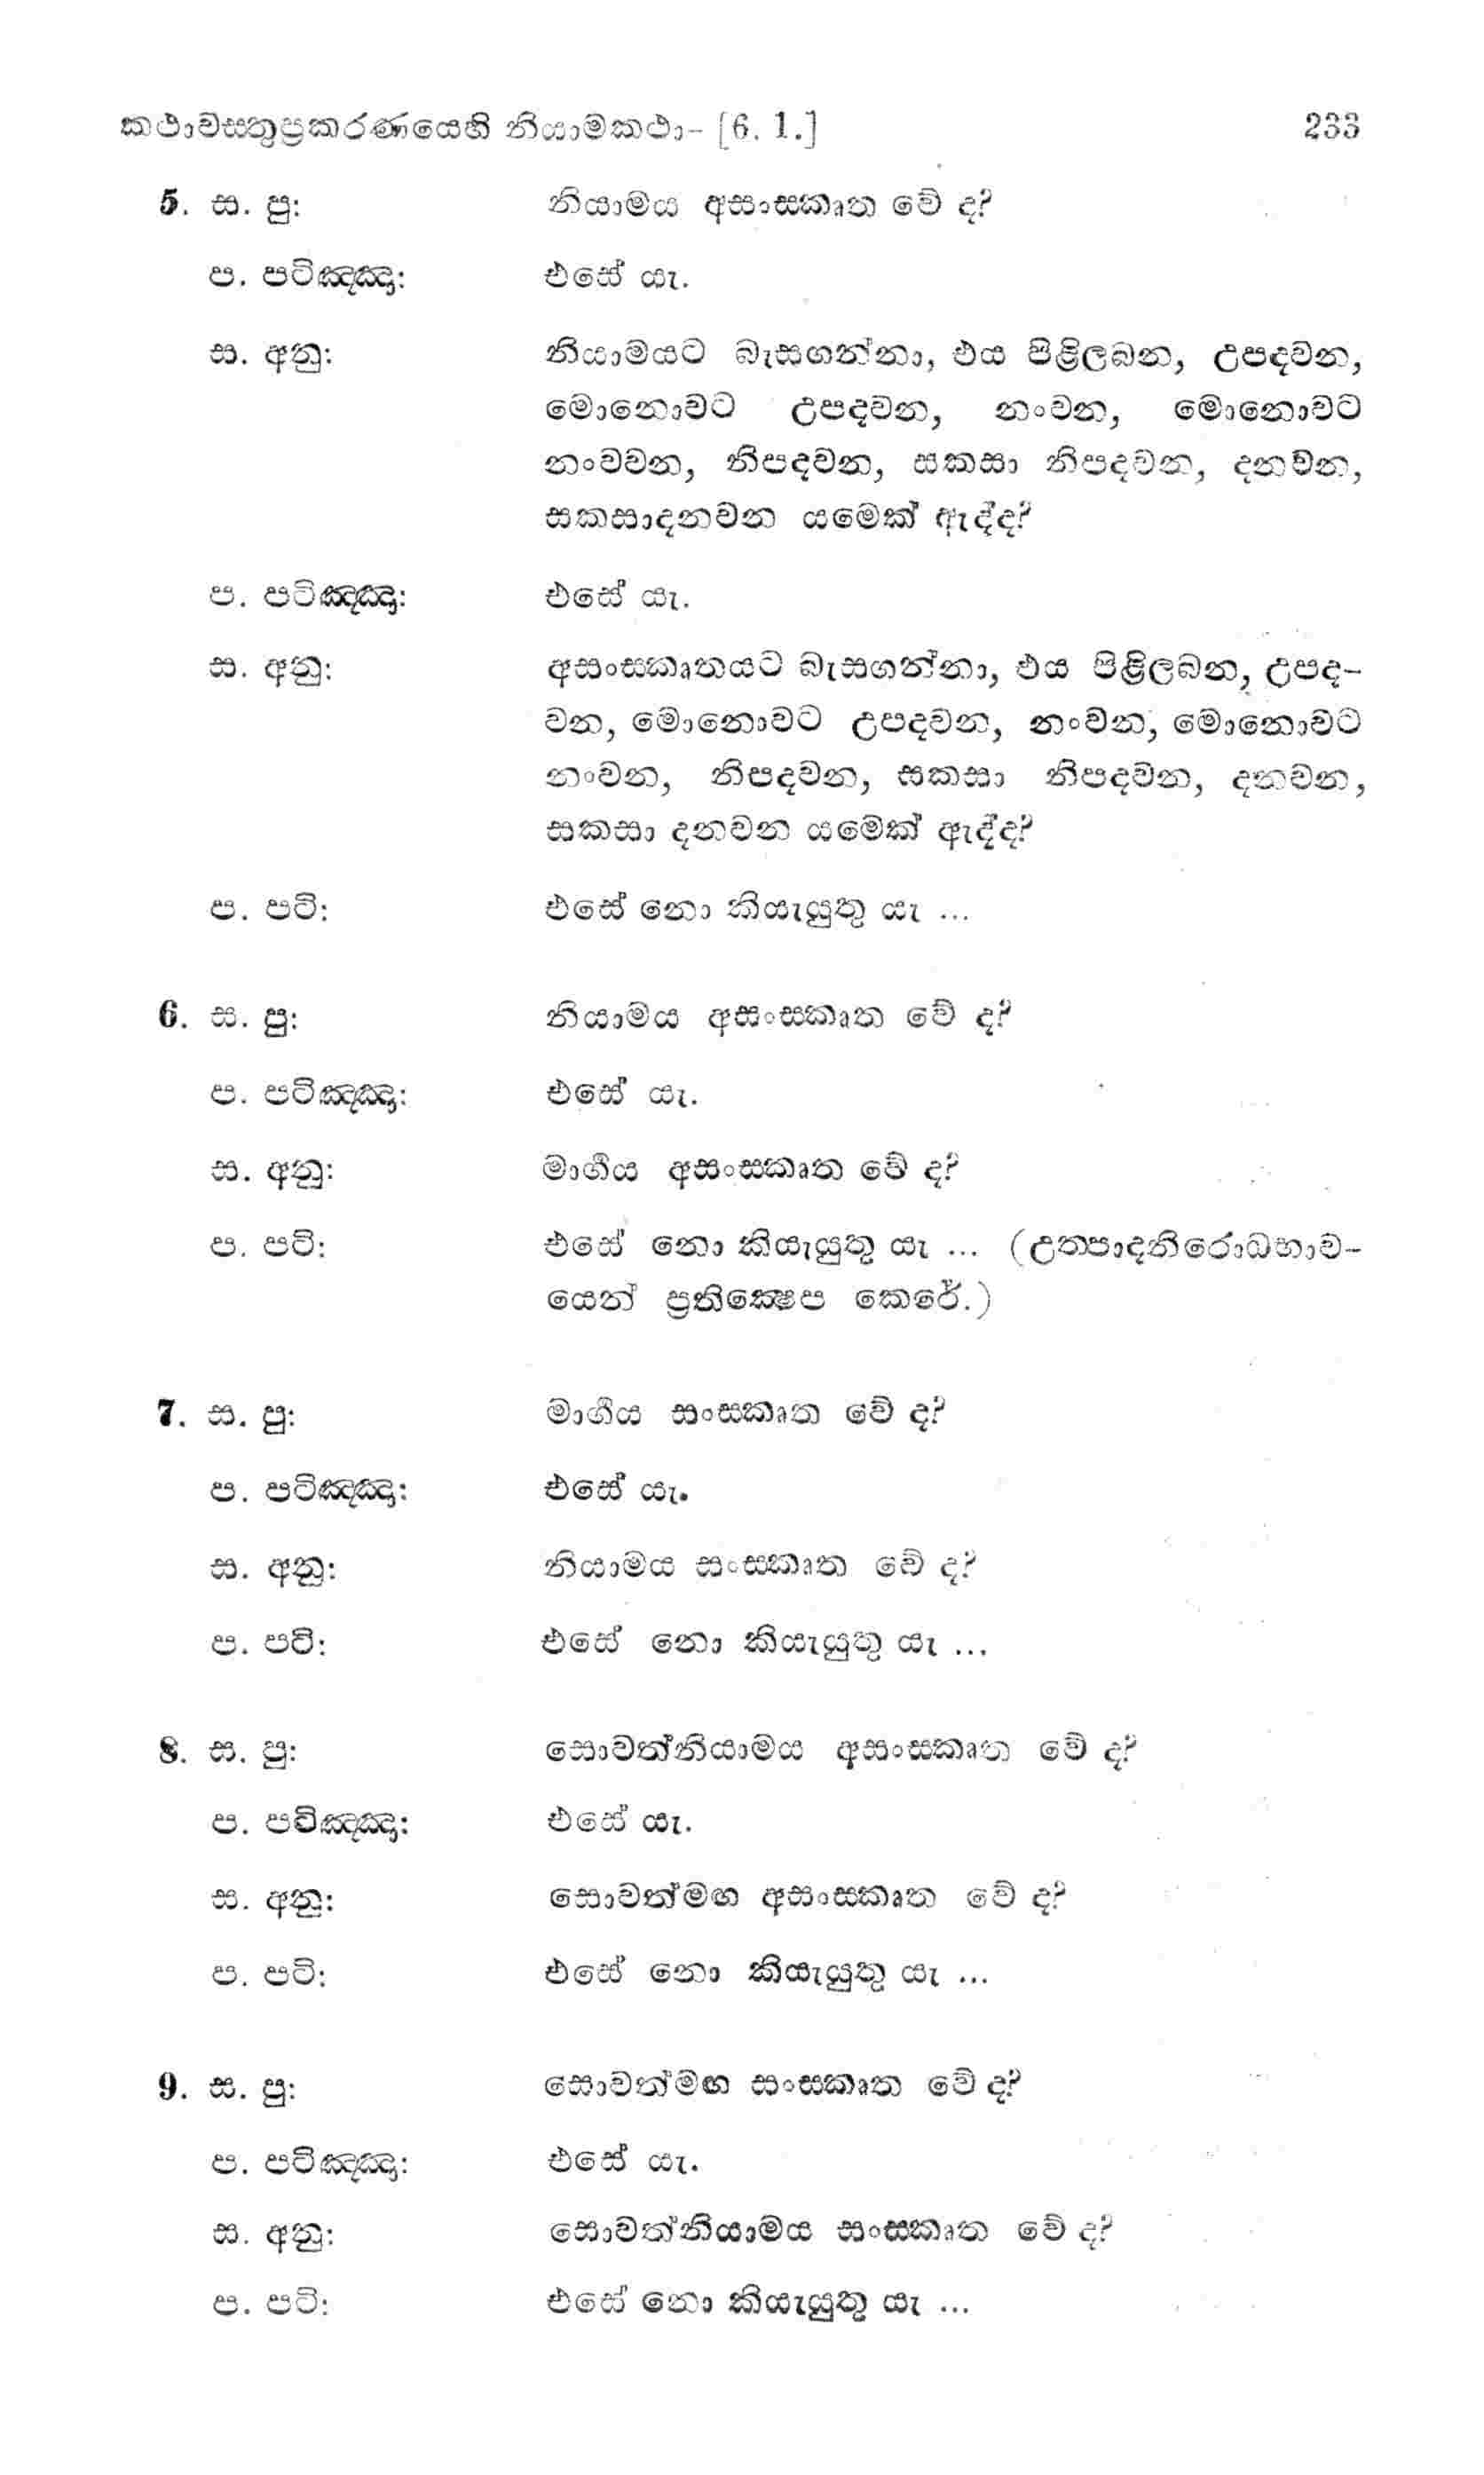 කථාවස්තුප්‍රකරණයෙහි නියාමකථා- [6. 1.] 233
5. ස. පු: නියාමය අසංස්කෘත වේ ද?
ප. පටිඤ්ඤා: එසේ යැ.
ස. අනු: නියාමයට බැසගන්නා, එය පිළිලබන, උපදවන,
මොනොවට උපදවන, නංවන, මොනොවට
නංවවන, නිපදවන, සකසා නිපදවන, දනවන,
සකසාදනවන යමෙක් ඇද්ද?
ප. පටිඤ්ඤා: එසේ යැ.
ස. අනු: අසංස්කෘතයට බැසගන්නා, එය පිළිලබන, උපද-
වන, මොනොවට උපදවන, නංවන, මොනොවට
නංවන, නිපදවන, සකසා නිපදවන, දනවන,
සකසා දනවන යමෙක් ඇද්ද?
ප. පටි: එසේ නො කියැයුතු යැ ...
6. ස. පු: නියාමය අසංස්කෘත වේ ද?
ප. පටිඤ්ඤා: එසේ යැ.
ස. අනු: මාර්‍ගය අසංස්කෘත වේ ද?
ප. පටි: එසේ නො කියැයුතු යැ ... (උත්පාදනිරොධභාව-
යෙන් ප්‍රතික්‍ෂෙප කෙරේ.)
7. ස. පු: මාර්‍ගය සංස්කෘත වේ ද?
ප. පටිඤ්ඤා: එසේ යැ.
ස. අනු: නියාමය සංස්කෘත වේ ද?
ප. පටි: එසේ නො කියැයුතු යැ ...
8. ස. පු: සොවත්නියාමය අසංස්කෘත වේ ද?
ප. පටිඤ්ඤා: එසේ යැ.
ස. අනු: සොවත්මඟ අසංස්කෘත වේ ද?
ප. පටි: එසේ නො කියැයුතු යැ ...
9. ස. පු: සොවත්මඟ සංස්කෘත වේ ද?
ප. පටිඤ්ඤා: එසේ යැ.
ස. අනු: සොවත්නියාමය සංස්කෘත වේ ද?
ප. පටි: එසේ නො කියැයුතු යැ ...